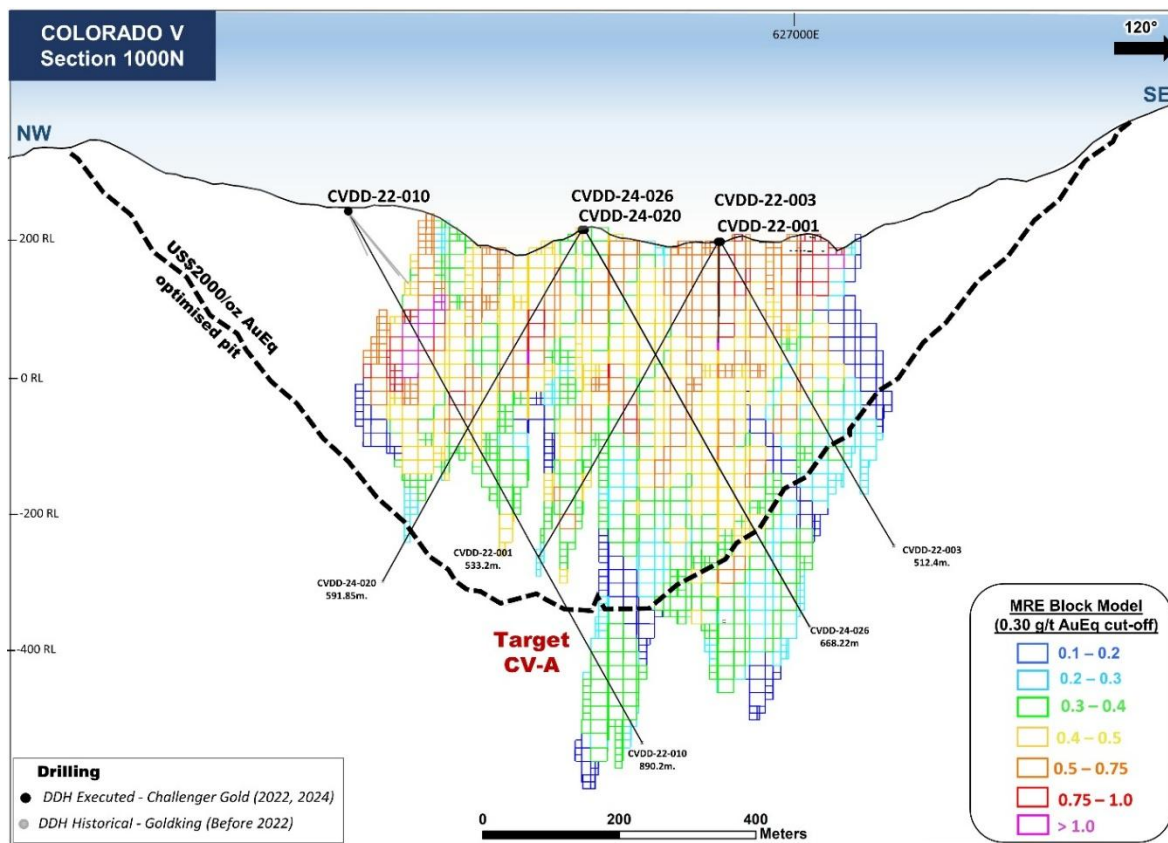 COLORADO V
Section 1000N
627000E
120°
NW
SE
CVDD-22-010
CVDD-24-026
CVDD-24-020
CVDD-22-003
CVDD-22-001
200 RL
US$2000/oz AuEq
optimised pit
0 RL
-200 RL
CVDD-22-001
533.2m.
CVDD-22-003
512.4m.
CVDD-24-020
591.85m.
Target
CV-A
CVDD-24-026
668.22m
-400 RL
CVDD-22-010
890.2m.
MRE Block Model
(0.30 g/t AuEq cut-off)
0.1 – 0.2
0.2 – 0.3
0.3 – 0.4
0.4 – 0.5
0.5 – 0.75
0.75 – 1.0
> 1.0
Drilling
DDH Executed - Challenger Gold (2022, 2024)
DDH Historical - Goldking (Before 2022)
0 200 400
Meters